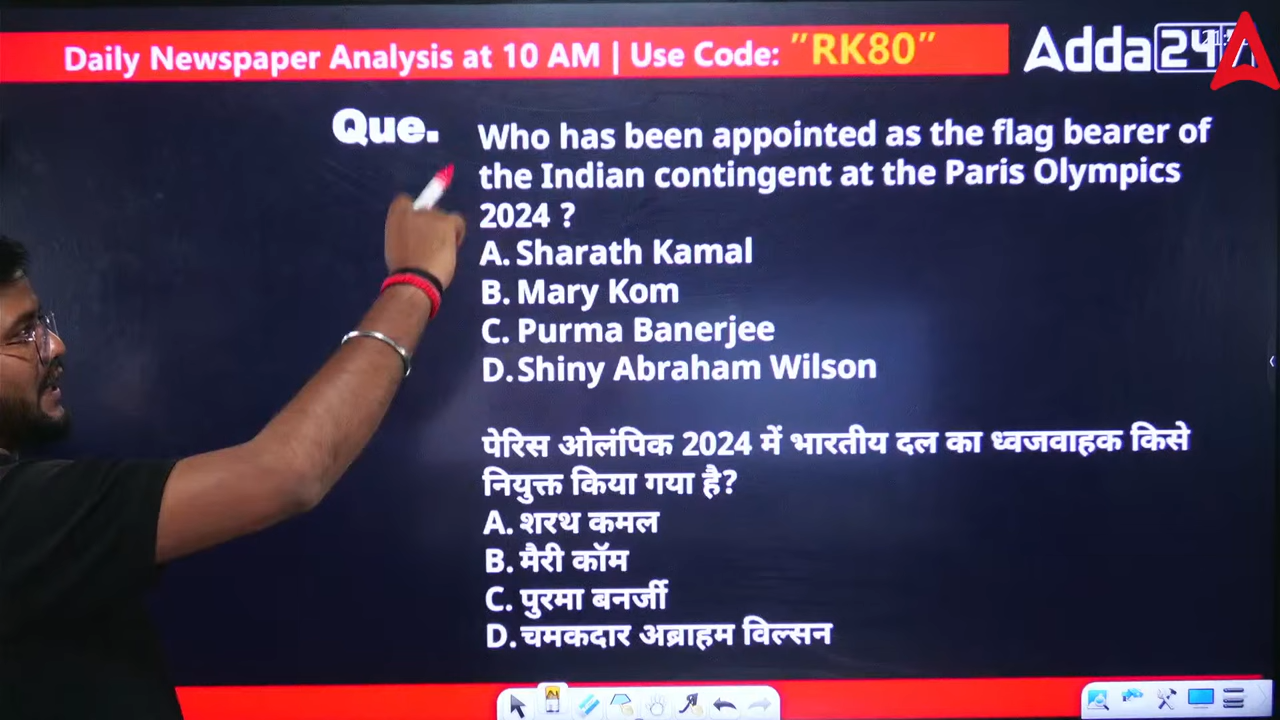 Daily Newspaper Analysis at 10 AM | Use Code: "RK80"
Adda247
Que.
Who has been appointed as the flag bearer of
the Indian contingent at the Paris Olympics
2024 ?
A. Sharath Kamal
B. Mary Kom
C. Purma Banerjee
D. Shiny Abraham Wilson
पेरिस ओलंपिक 2024 में भारतीय दल का ध्वजवाहक किसे
नियुक्त किया गया है?
A. शरथ कमल
B. मैरी कॉम
C. पुरमा बनर्जी
D. चमकदार अब्राहम विल्सन